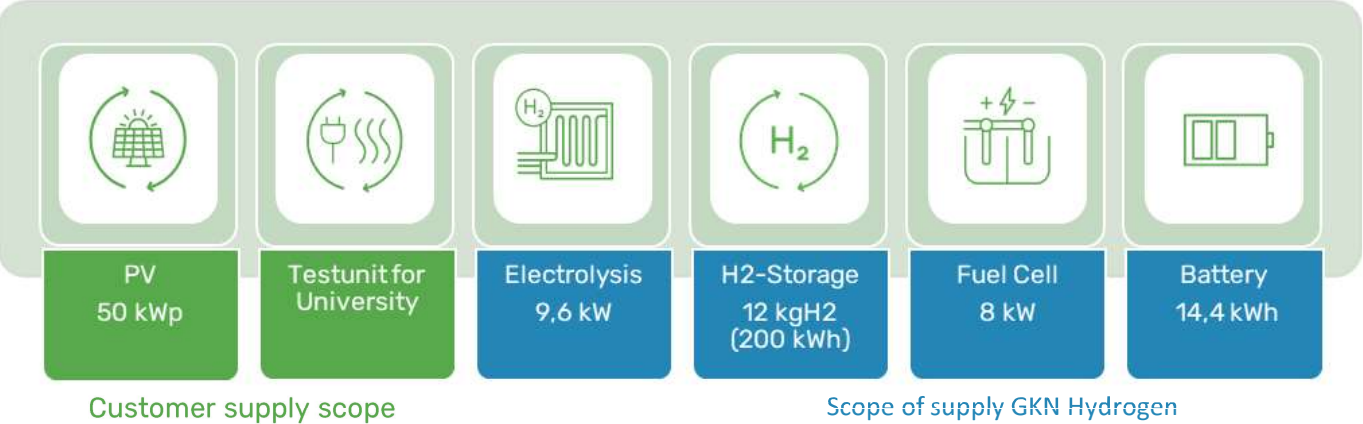 H₂
H₂
+ -
PV
50 kWp
Testunit for
University
Electrolysis
9,6 kW
H2-Storage
12 kgH2
(200 kWh)
Fuel Cell
8 kW
Battery
14,4 kWh
Customer supply scope
Scope of supply GKN Hydrogen